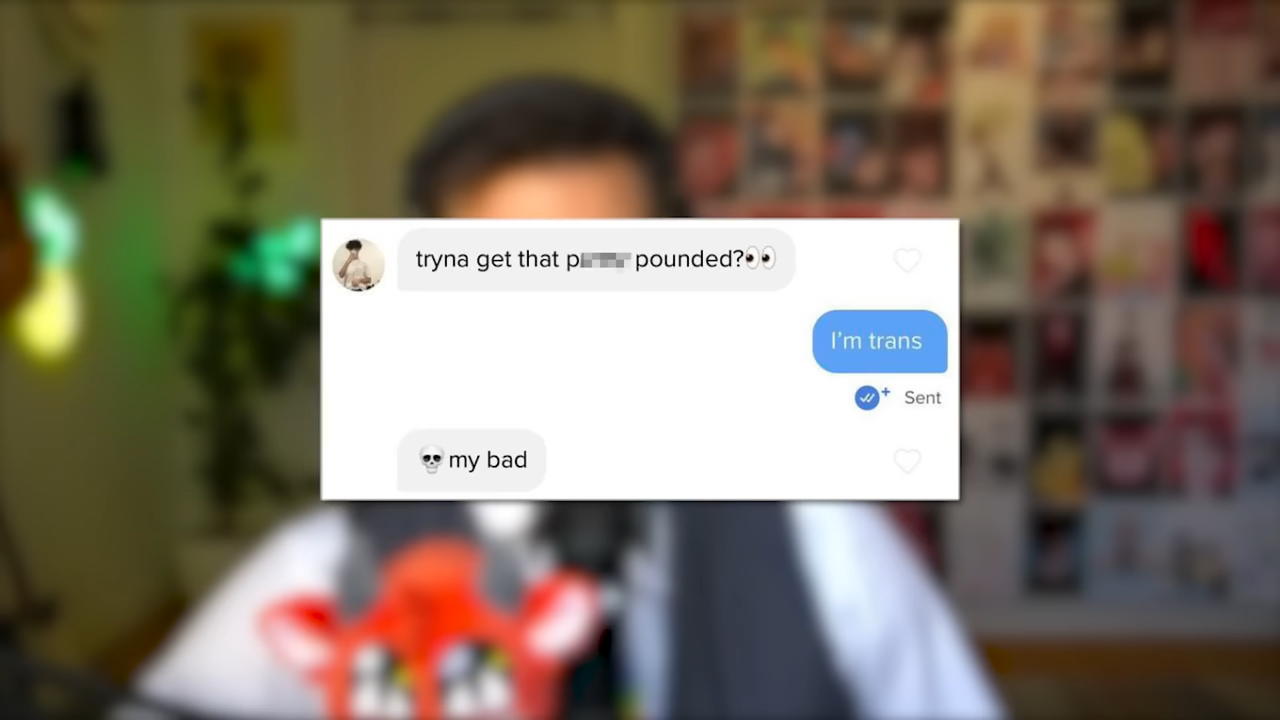 tryna get that p pounded?👀
I'm trans
Sent
💀my bad